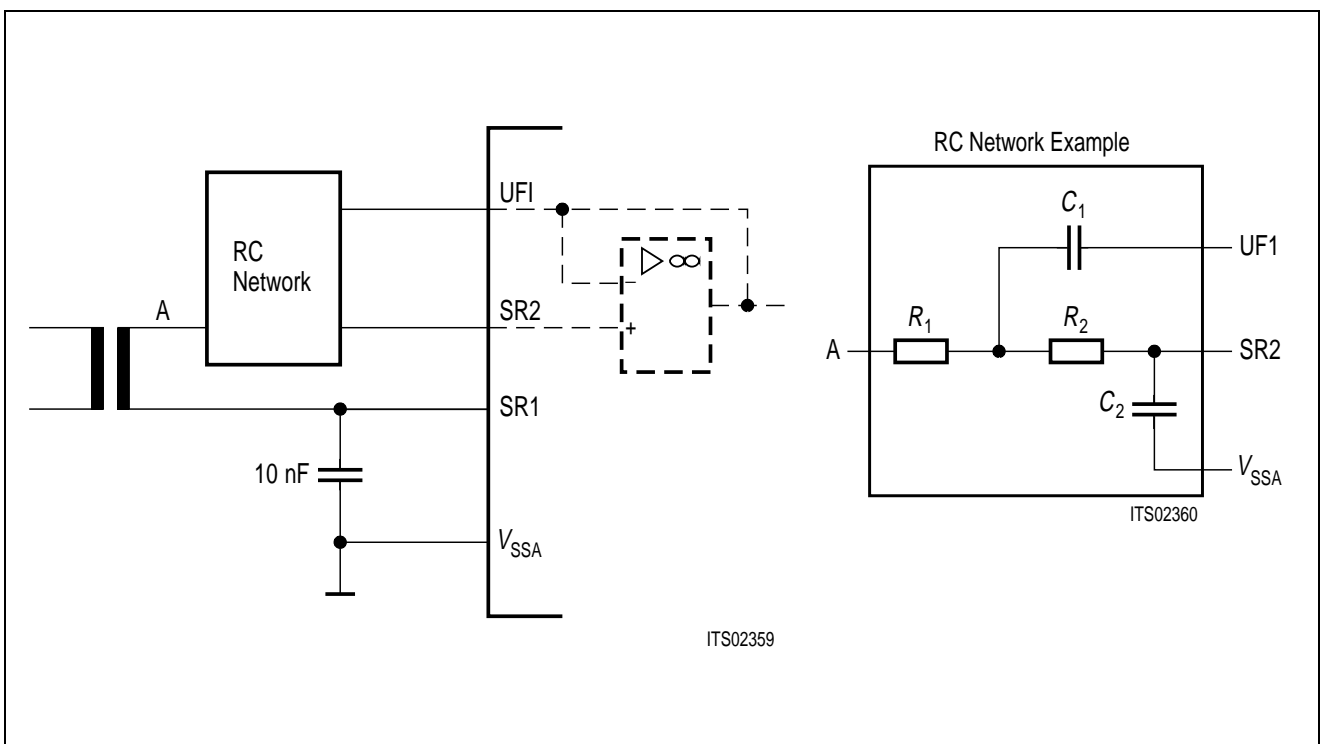 UFI
RC
Network
A
SR2
+
∞
–
SR1
10 nF
VSSA
ITS02359
RC Network Example
C1
UF1
R1
R2
A
SR2
C2
VSSA
ITS02360